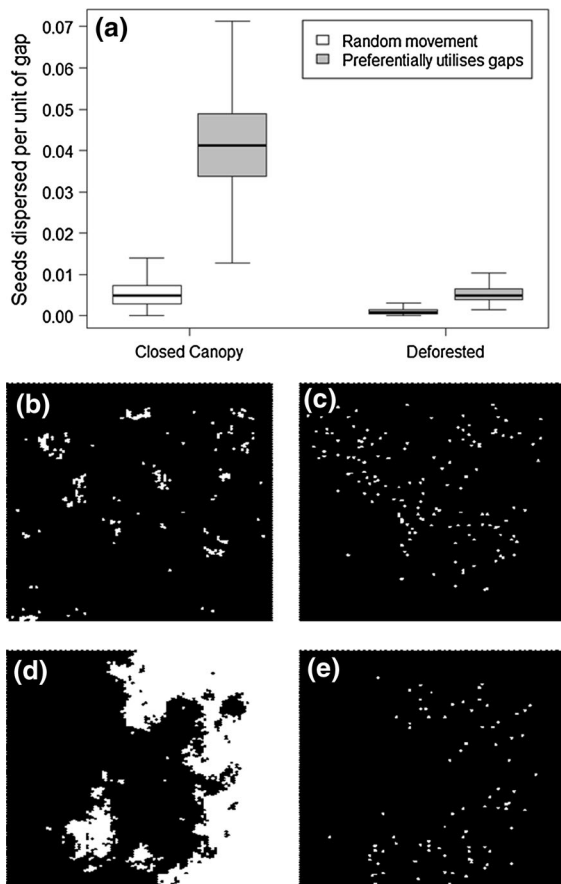 (a)
Random movement
Preferentially utilises gaps
Seeds dispersed per unit of gap
0.07
0.06
0.05
0.04
0.03
0.02
0.01
0.00
Closed Canopy Deforested
(b) (c)
(d) (e)